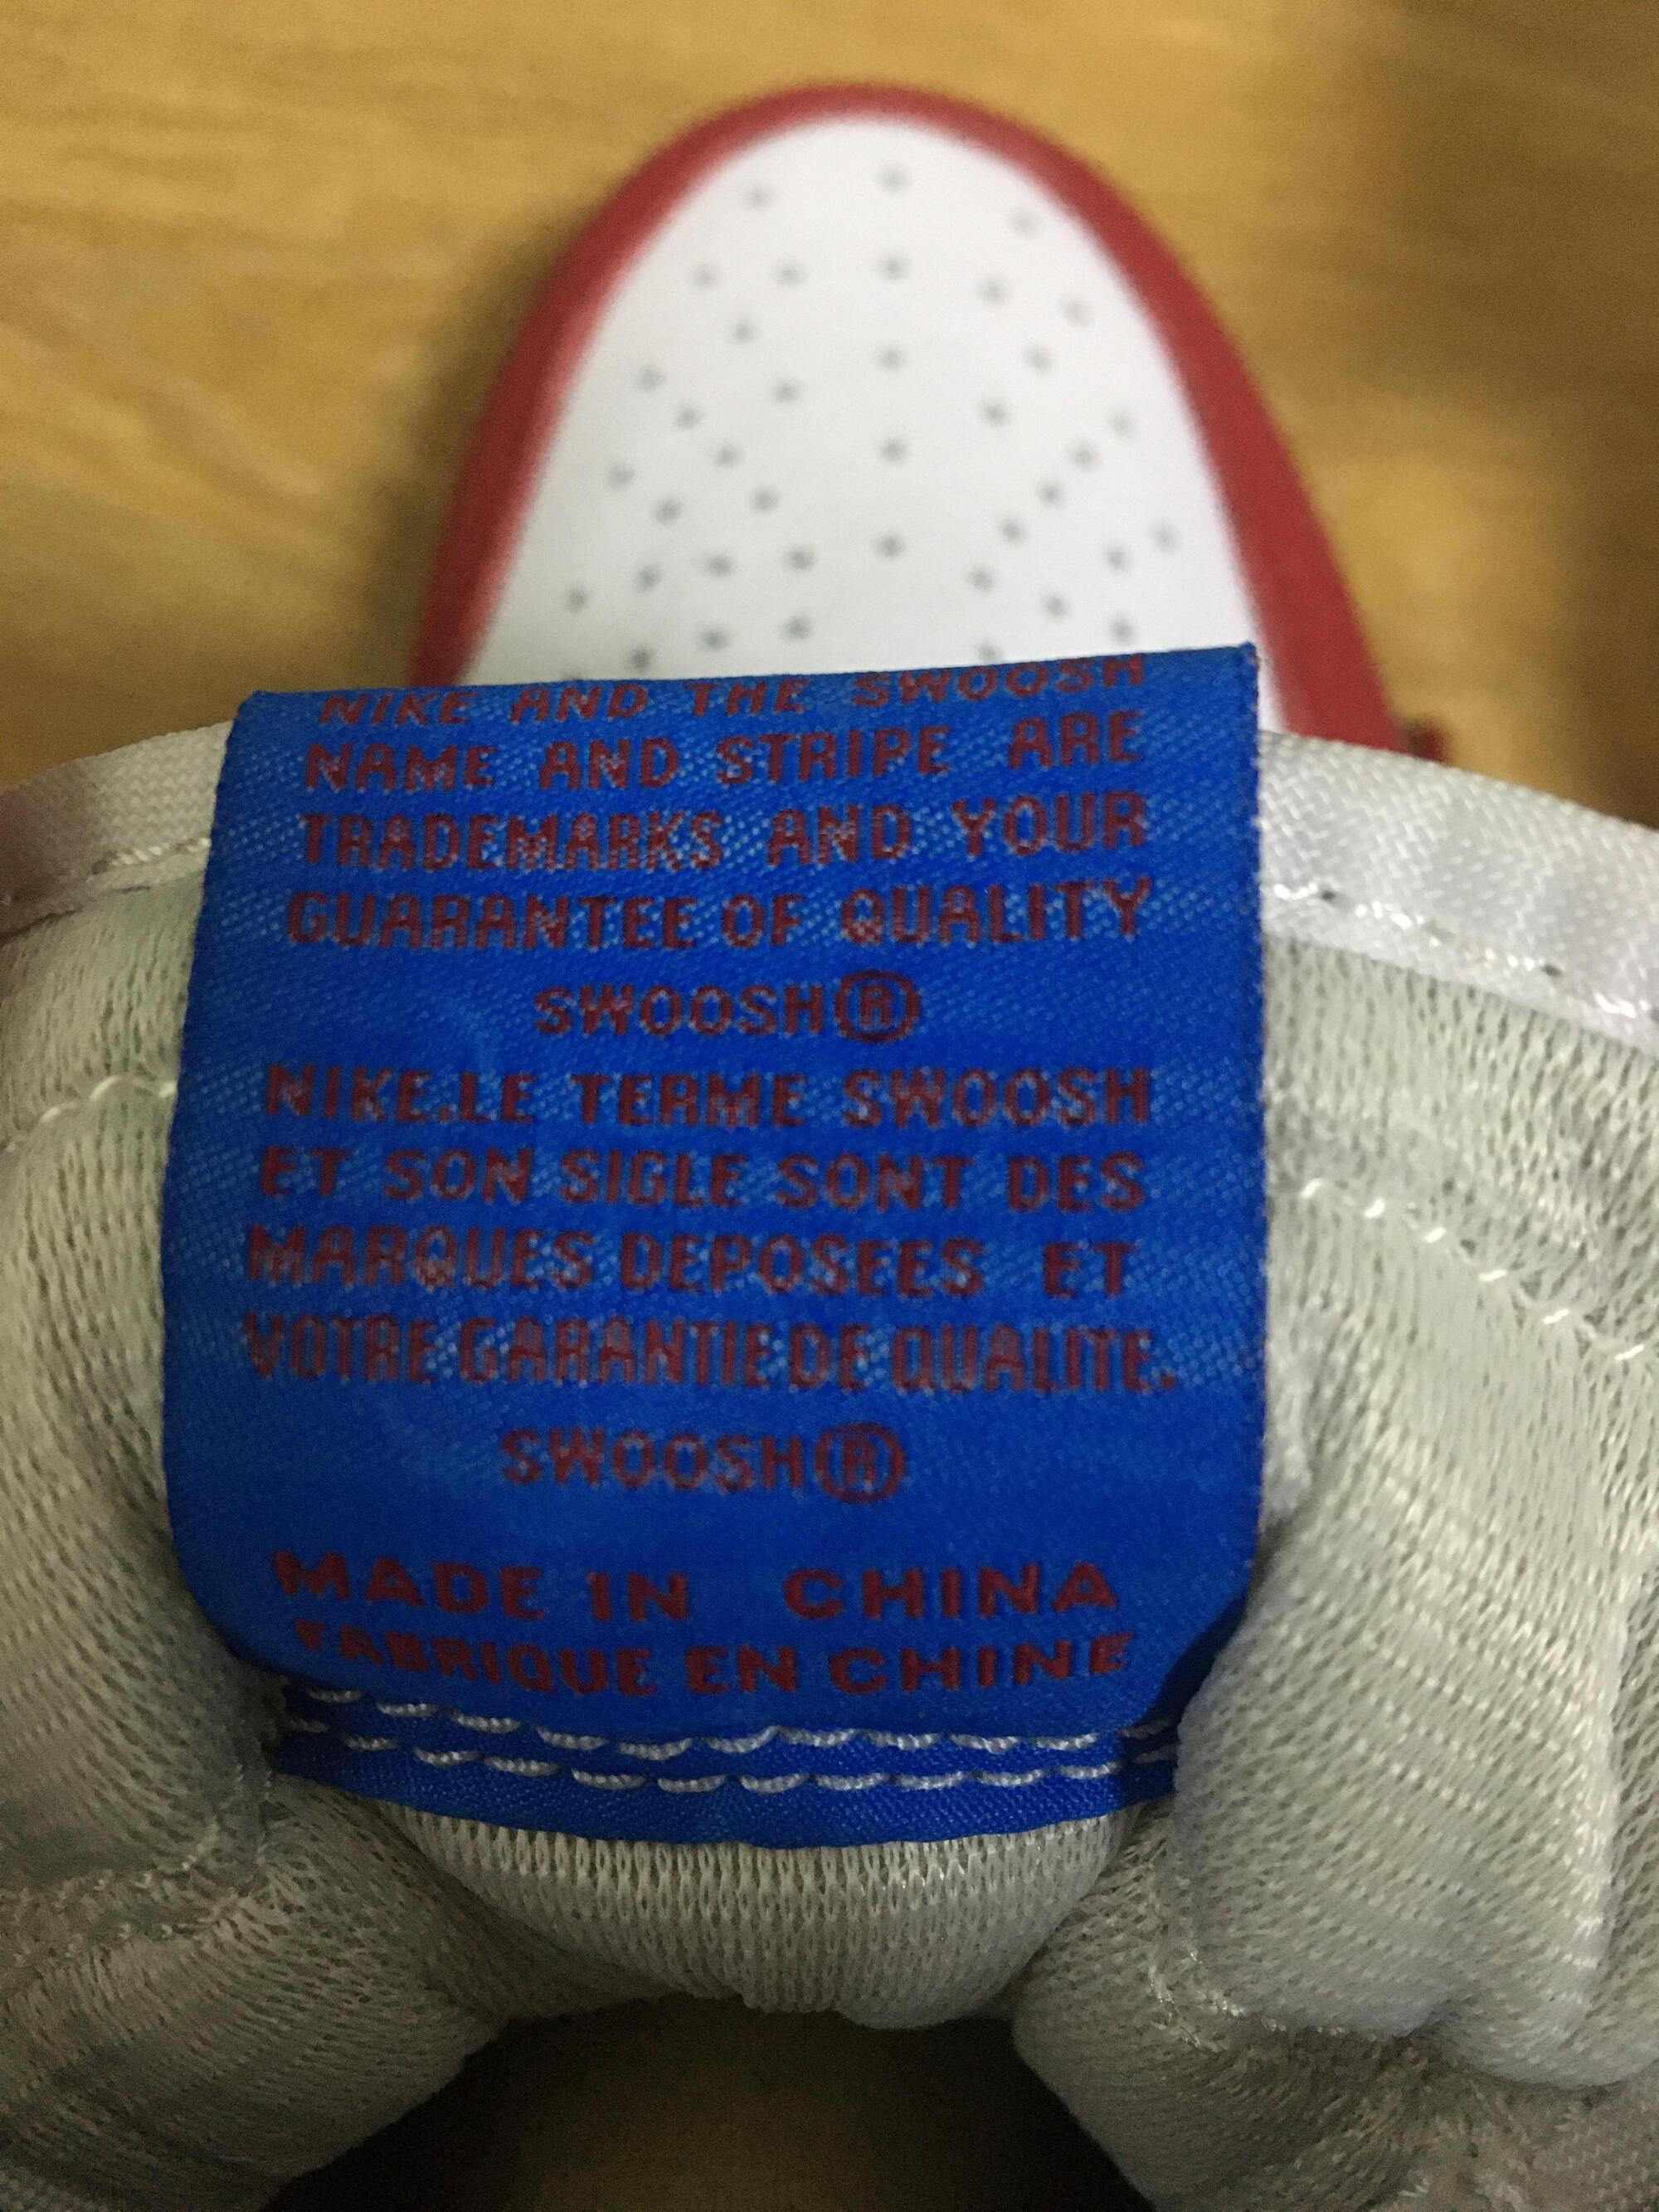 NIKE AND THE SWOOSH
NAME AND STRIPE ARE
TRADEMARKS AND YOUR
GUARANTEE OF QUALITY
SWOOSH®
NIKE.LE TERME SWOOSH
ET SON SIGLE SONT DES
MARQUES DEPOSEES ET
VOTRE GARANTIE DE QUALITE.
SWOOSH®
MADE IN CHINA
FABRIQUE EN CHINE